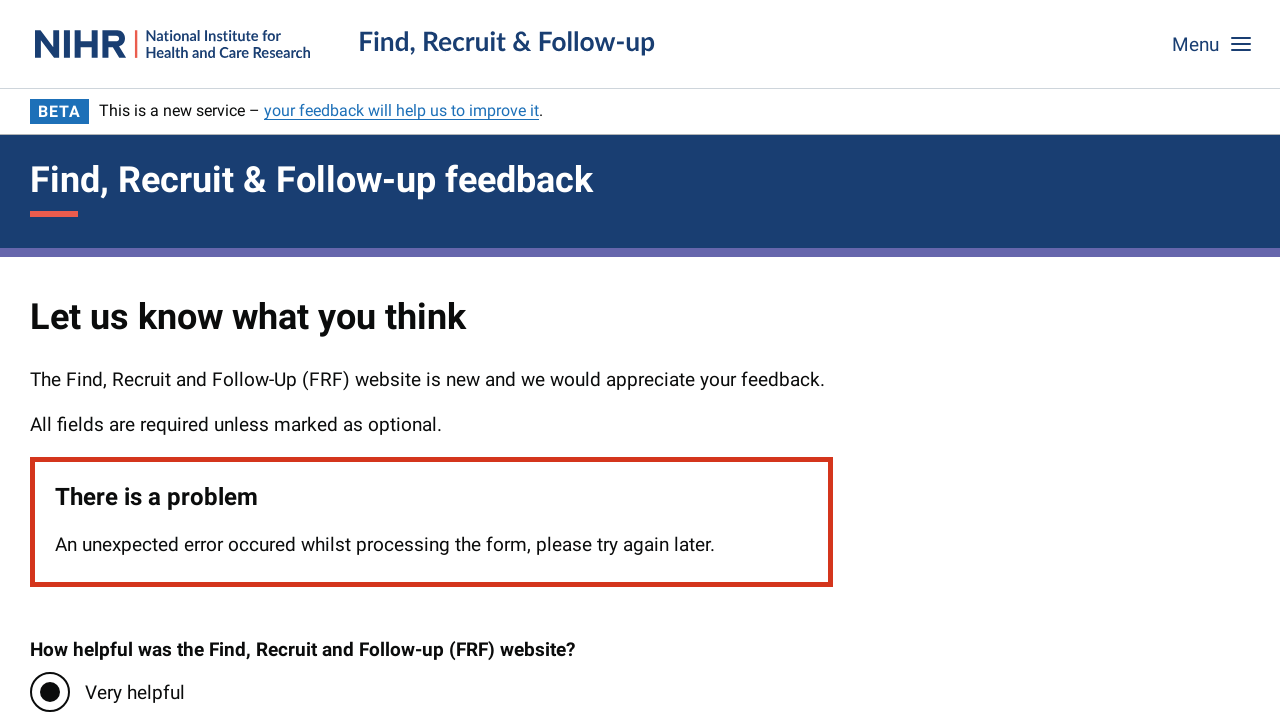 NIHR
National Institute for
Health and Care Research
Find, Recruit & Follow-up
Menu
BETA This is a new service – your feedback will help us to improve it.
Find, Recruit & Follow-up feedback
Let us know what you think
The Find, Recruit and Follow-Up (FRF) website is new and we would appreciate your feedback.
All fields are required unless marked as optional.
There is a problem
An unexpected error occured whilst processing the form, please try again later.
How helpful was the Find, Recruit and Follow-up (FRF) website?
Very helpful